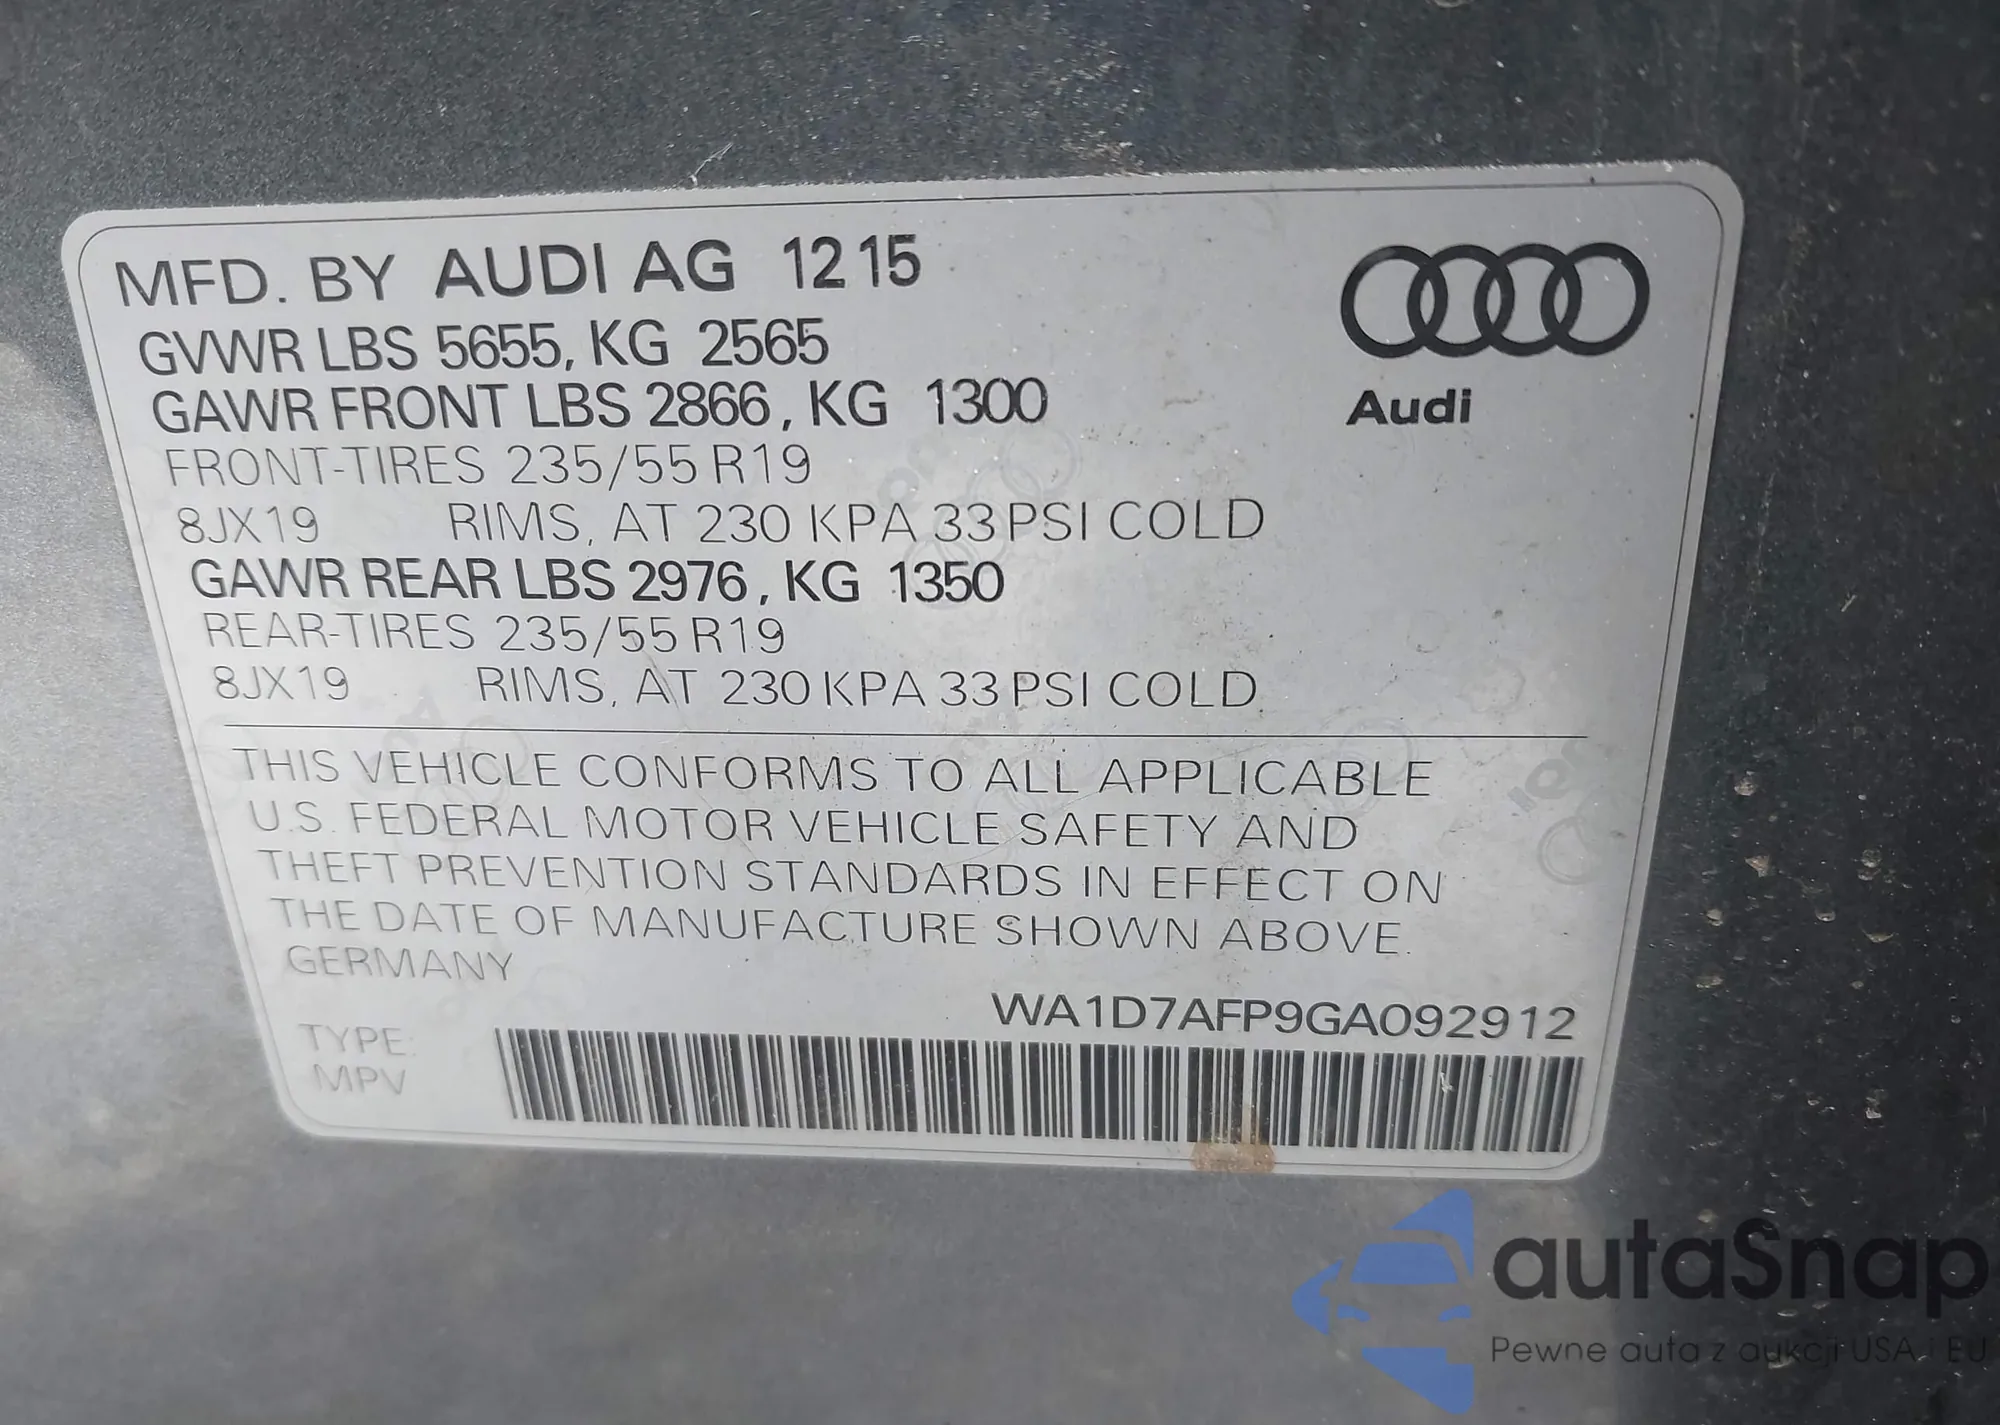 MFD. BY AUDI AG 12 15
GVWR LBS 5655, KG 2565
GAWR FRONT LBS 2866, KG 1300
FRONT-TIRES 235/55 R19
8JX19 RIMS, AT 230 KPA 33 PSI COLD
GAWR REAR LBS 2976, KG 1350
REAR-TIRES 235/55 R19
8JX19 RIMS, AT 230 KPA 33 PSI COLD
Audi
THIS VEHICLE CONFORMS TO ALL APPLICABLE
U.S. FEDERAL MOTOR VEHICLE SAFETY AND
THEFT PREVENTION STANDARDS IN EFFECT ON
THE DATE OF MANUFACTURE SHOWN ABOVE.
GERMANY
WA1D7AFP9GA092912
TYPE:
MPV
autaSnap
Pewne auta z aukcji USA i EU